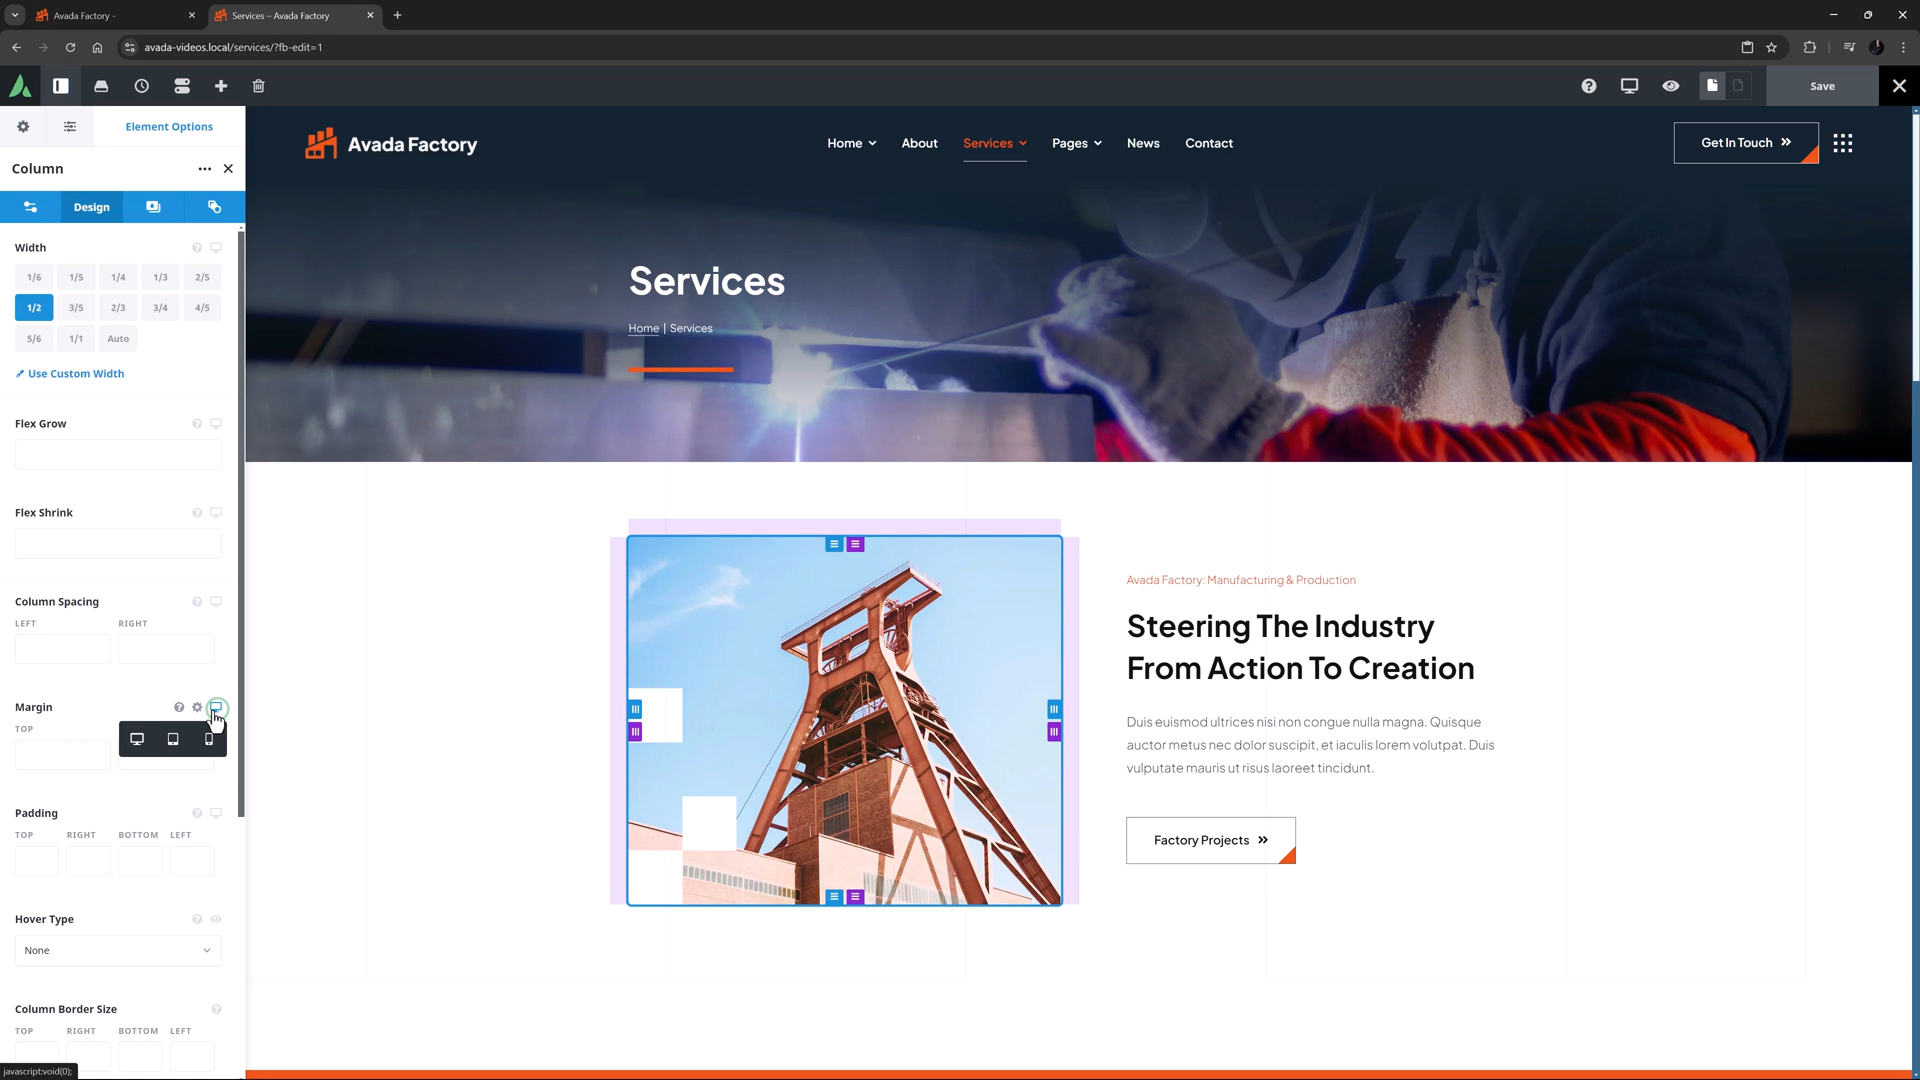 Avada Factory -
Services – Avada Factory
avada-videos.local/services/?fb-edit=1
Save
Element Options
Column
Design
Width
1/6 1/5 1/4 1/3 2/5
1/2 3/5 2/3 3/4 4/5
5/6 1/1 Auto
Use Custom Width
Flex Grow
Flex Shrink
Column Spacing
LEFT RIGHT
Margin
TOP
Padding
TOP RIGHT BOTTOM LEFT
Hover Type
None
Column Border Size
TOP RIGHT BOTTOM LEFT
javascript:void(0);
Avada Factory
Home About Services Pages News Contact
Get In Touch
Services
Home | Services
Avada Factory: Manufacturing & Production
Steering The Industry
From Action To Creation
Duis euismod ultrices nisi non congue nulla magna. Quisque
auctor metus nec dolor suscipit, et iaculis lorem volutpat. Duis
vulputate mauris ut risus laoreet tincidunt.
Factory Projects